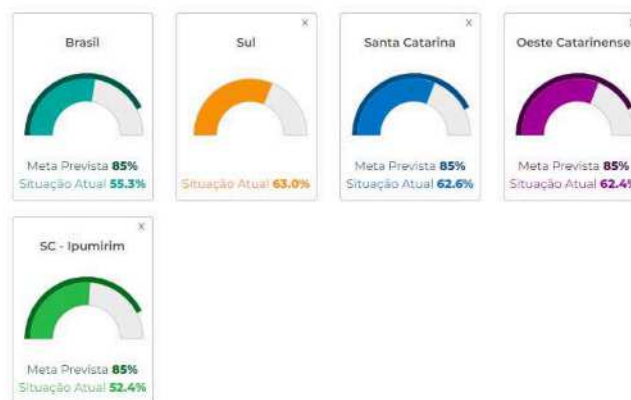 Brasil
Meta Prevista 85%
Situação Atual 55.3%
X
Sul
Situação Atual 63.0%
X
Santa Catarina
Meta Prevista 85%
Situação Atual 62.6%
Oeste Catarinense
Meta Prevista 85%
Situação Atual 62.4%
X
SC - Ipumirim
Meta Prevista 85%
Situação Atual 52.4%